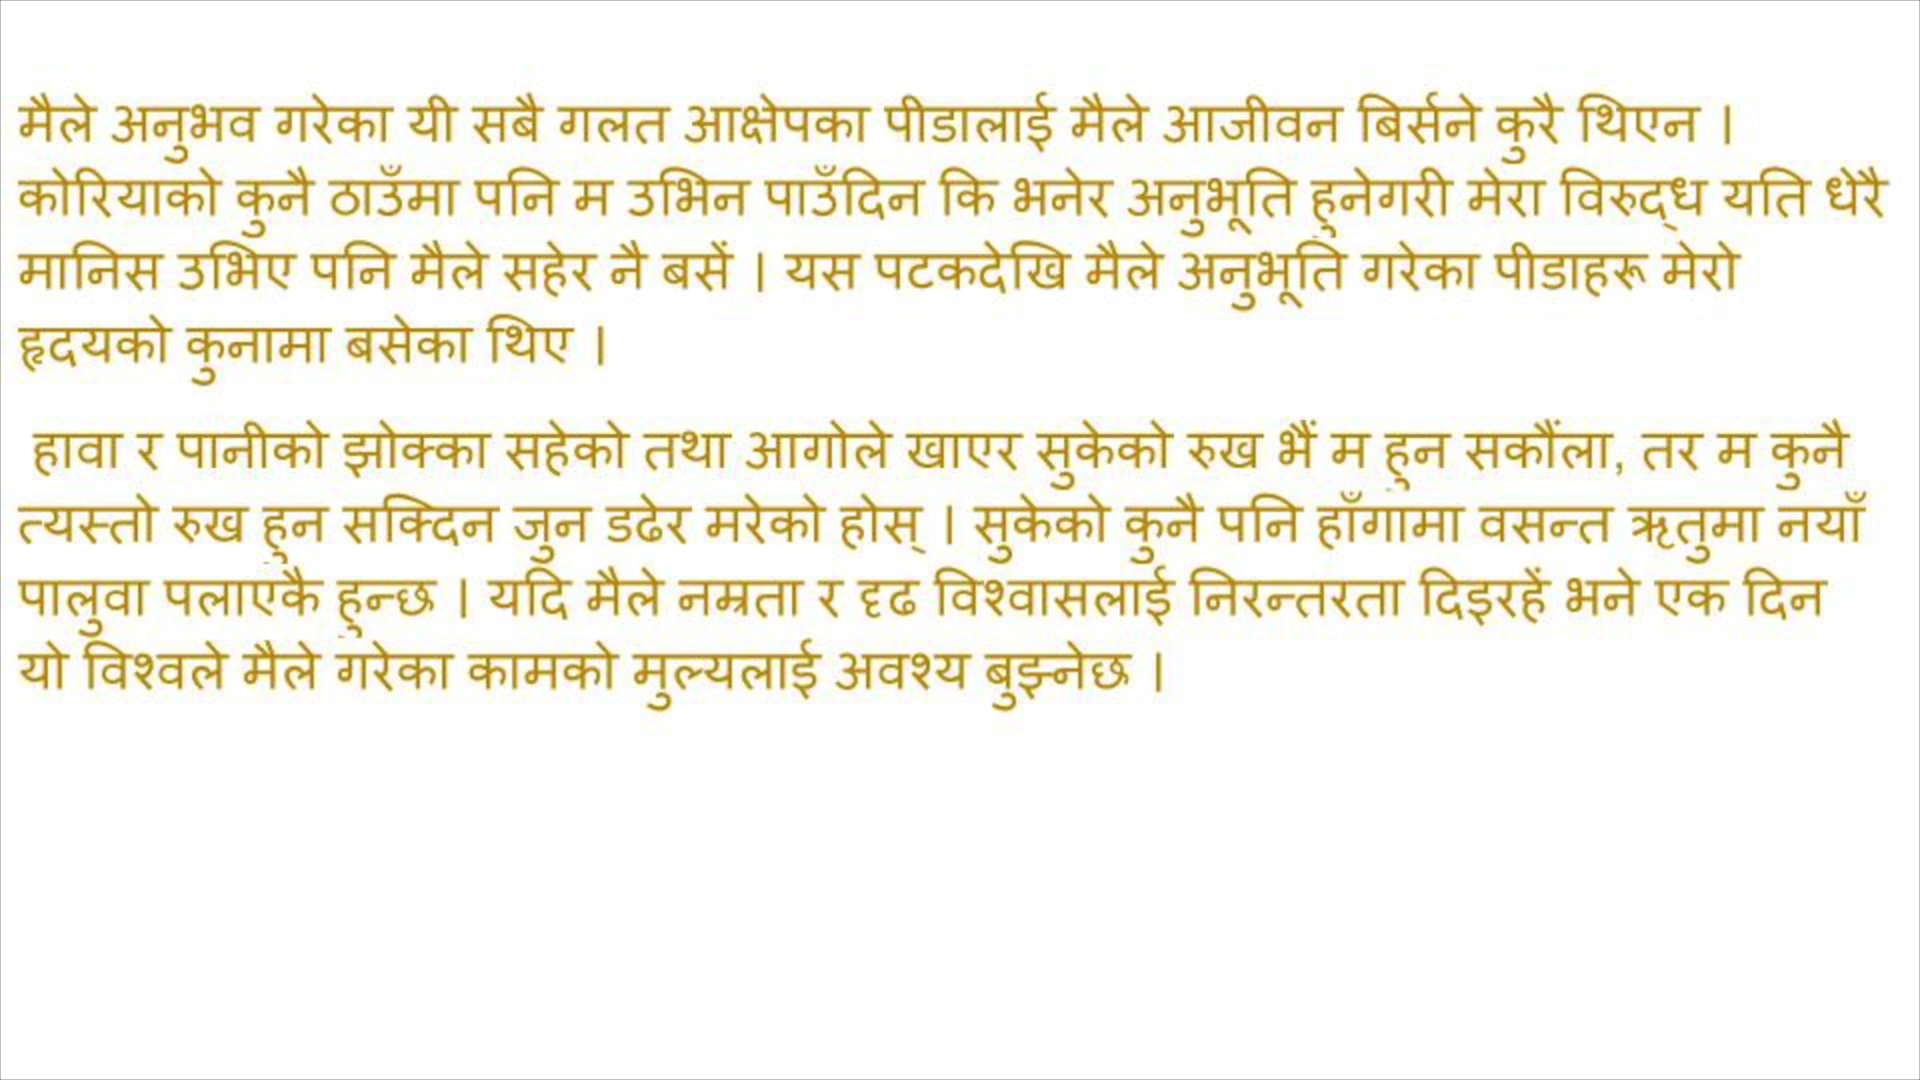 मैले अनुभव गरेका यी सबै गलत आक्षेपका पीडालाई मैले आजीवन बिर्सने कुरै थिएन ।
कोरियाको कुनै ठाउँमा पनि म उभिन पाउँदिन कि भनेर अनुभूति हुनेगरी मेरा विरुद्ध यति धेरै
मानिस उभिए पनि मैले सहेर नै बसें । यस पटकदेखि मैले अनुभूति गरेका पीडाहरू मेरो
हृदयको कुनामा बसेका थिए ।
हावा र पानीको झोक्का सहेको तथा आगोले खाएर सुकेको रुख भैं म हुन सकौंला, तर म कुनै
त्यस्तो रुख हुन सक्दिन जुन डढेर मरेको होस् । सुकेको कुनै पनि हाँगामा वसन्त ऋतुमा नयाँ
पालुवा पलाएकै हुन्छ । यदि मैले नम्रता र दृढ विश्वासलाई निरन्तरता दिइरहें भने एक दिन
यो विश्वले मैले गरेका कामको मुल्यलाई अवश्य बुझ्नेछ ।